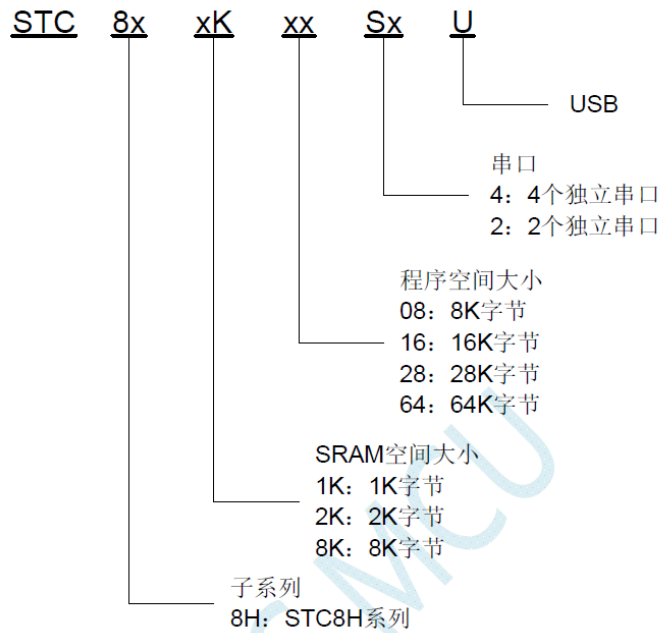 STC 8x xK xx Sx U
USB
串口
4：4个独立串口
2：2个独立串口
程序空间大小
08：8K字节
16：16K字节
28：28K字节
64：64K字节
SRAM空间大小
1K：1K字节
2K：2K字节
8K：8K字节
子系列
8H：STC8H系列
MCU